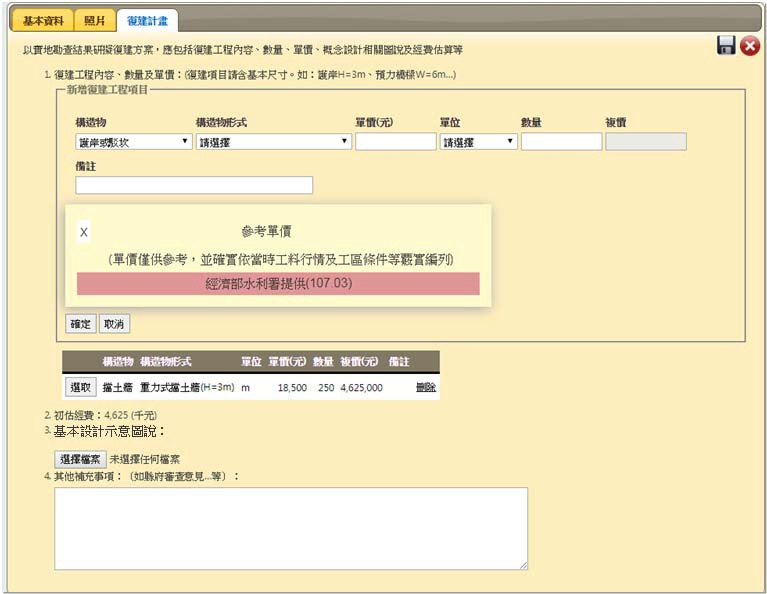 基本資料 照片 復建計畫
以實地勘查結果研擬復建方案，應包括復建工程內容、數量、單價、概念設計相關圖說及經費估算等
1. 復建工程內容、數量及單價：(復建項目請含基本尺寸。如：護岸H=3m、預力橋樑W=6m...)
新增復建工程項目
構造物 構造物形式 單價(元) 單位 數量 複價
護岸或駁坎 請選擇 請選擇
備註
X 參考單價
(單價僅供參考，並確實依當時工料行情及工區條件等覈實編列)
經濟部水利署提供(107.03)
確定 取消
構造物 構造物形式 單位 單價(元) 數量 複價(元) 備註
選取 擋土牆 重力式擋土牆(H=3m) m 18,500 250 4,625,000 刪除
2. 初估經費：4,625 (千元)
3. 基本設計示意圖說：
選擇檔案 未選擇任何檔案
4. 其他補充事項：（如縣府審查意見...等）：